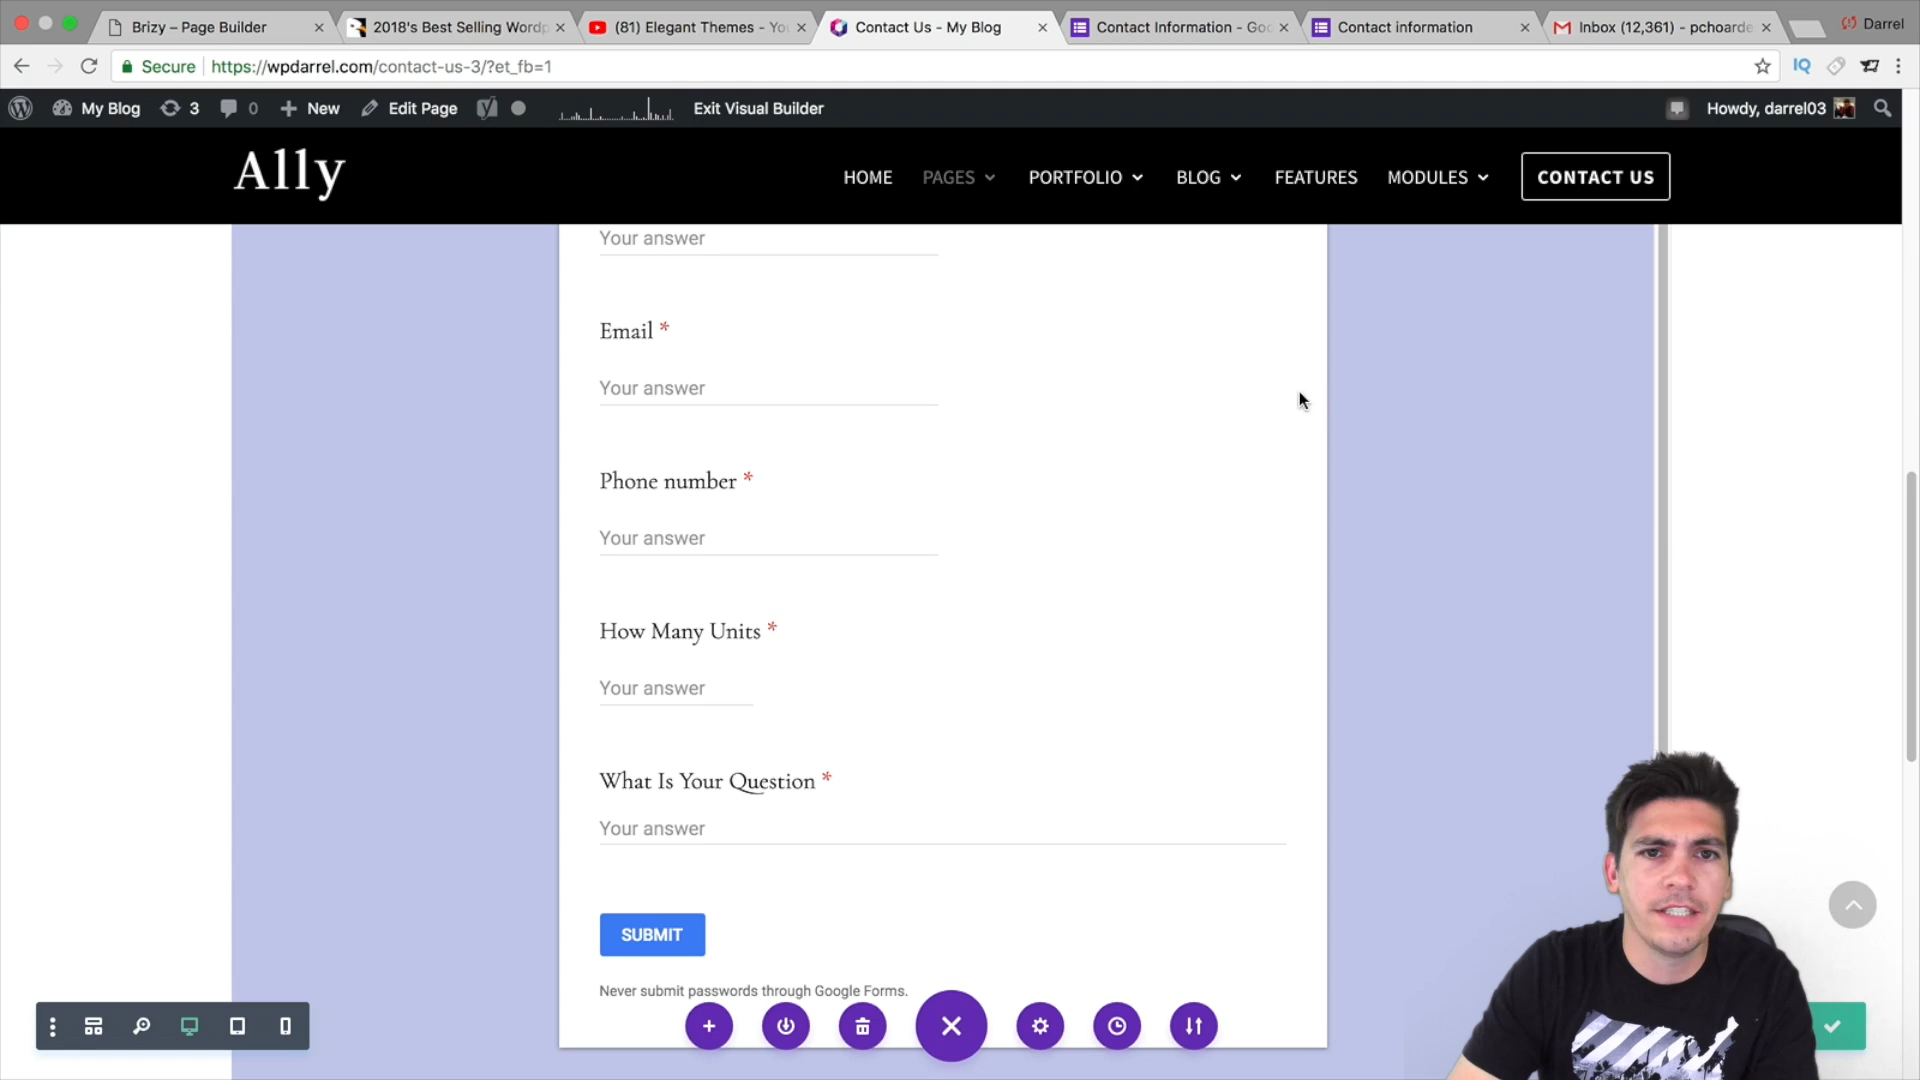 Brizy – Page Builder
2018's Best Selling Wordp
(81) Elegant Themes - You
Contact Us - My Blog
Contact Information - Goo
Contact information
Inbox (12,361) - pchoarde
Darrel
Secure
https://wpdarrel.com/contact-us-3/?et_fb=1
IQ
My Blog
3
0
New
Edit Page
Exit Visual Builder
Howdy, darrel03
Ally
HOME
PAGES
PORTFOLIO
BLOG
FEATURES
MODULES
CONTACT US
Your answer
Email *
Your answer
Phone number *
Your answer
How Many Units *
Your answer
What Is Your Question *
Your answer
SUBMIT
Never submit passwords through Google Forms.